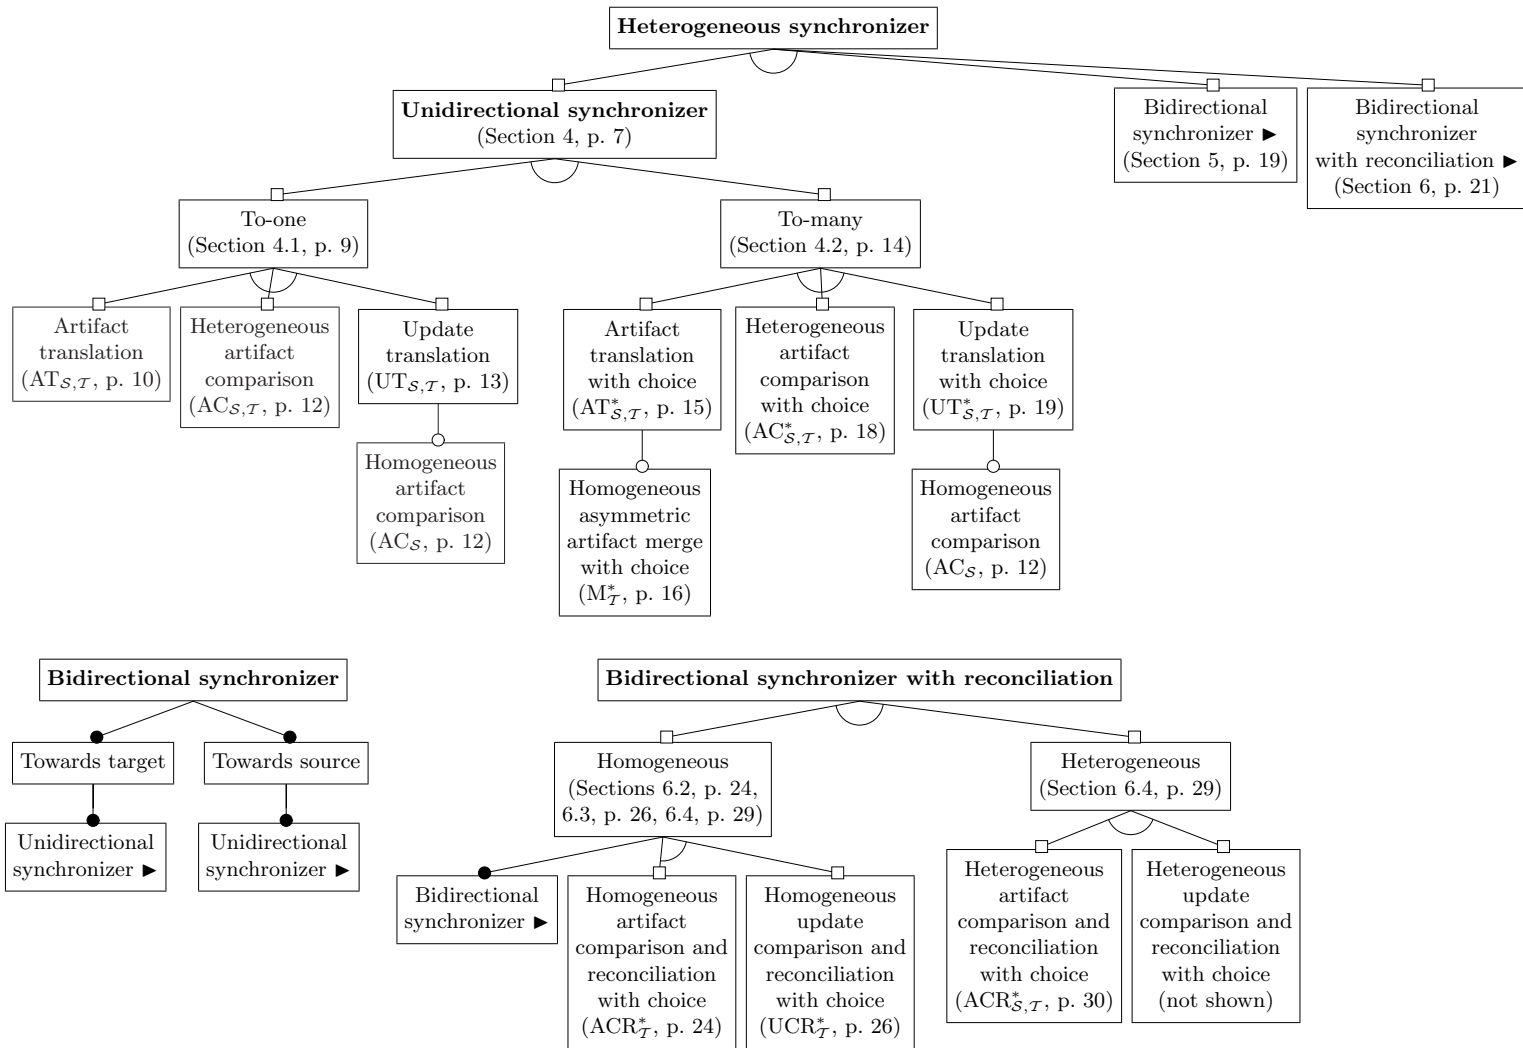 Heterogeneous synchronizer
Unidirectional synchronizer
(Section 4, p. 7)
Bidirectional
synchronizer ►
(Section 5, p. 19)
Bidirectional
synchronizer
with reconciliation ►
(Section 6, p. 21)
To-one
(Section 4.1, p. 9)
To-many
(Section 4.2, p. 14)
Artifact
translation
(AT𝒮,𝒯, p. 10)
Heterogeneous
artifact
comparison
(AC𝒮,𝒯, p. 12)
Update
translation
(UT𝒮,𝒯, p. 13)
Homogeneous
artifact
comparison
(AC𝒮, p. 12)
Artifact
translation
with choice
(AT*𝒮,𝒯, p. 15)
Homogeneous
asymmetric
artifact merge
with choice
(M*𝒯, p. 16)
Heterogeneous
artifact
comparison
with choice
(AC*𝒮,𝒯, p. 18)
Update
translation
with choice
(UT*𝒮,𝒯, p. 19)
Homogeneous
artifact
comparison
(AC𝒮, p. 12)
Bidirectional synchronizer
Towards target
Towards source
Unidirectional
synchronizer ►
Unidirectional
synchronizer ►
Bidirectional synchronizer with reconciliation
Homogeneous
(Sections 6.2, p. 24,
6.3, p. 26, 6.4, p. 29)
Heterogeneous
(Section 6.4, p. 29)
Bidirectional
synchronizer ►
Homogeneous
artifact
comparison and
reconciliation
with choice
(ACR*𝒯, p. 24)
Homogeneous
update
comparison and
reconciliation
with choice
(UCR*𝒯, p. 26)
Heterogeneous
artifact
comparison and
reconciliation
with choice
(ACR*𝒮,𝒯, p. 30)
Heterogeneous
update
comparison and
reconciliation
with choice
(not shown)